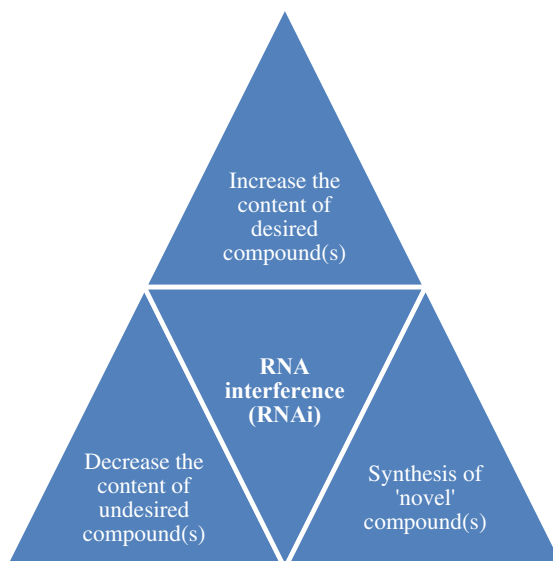 Increase the
content of
desired
compound(s)
RNA
interference
(RNAi)
Decrease the
content of
undesired
compound(s)
Synthesis of
'novel'
compound(s)